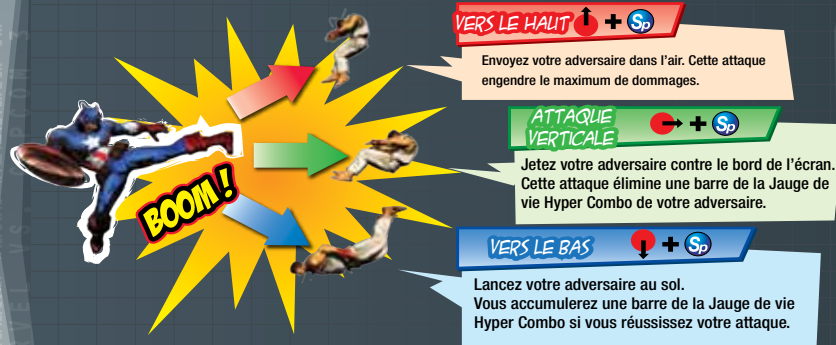 VERS LE HAUT + Sp
Envoyez votre adversaire dans l'air. Cette attaque
engendre le maximum de dommages.
ATTAQUE
VERTICALE + Sp
Jetez votre adversaire contre le bord de l'écran.
Cette attaque élimine une barre de la Jauge de
vie Hyper Combo de votre adversaire.
BOOM !
VERS LE BAS + Sp
Lancez votre adversaire au sol.
Vous accumulerez une barre de la Jauge de vie
Hyper Combo si vous réussissez votre attaque.